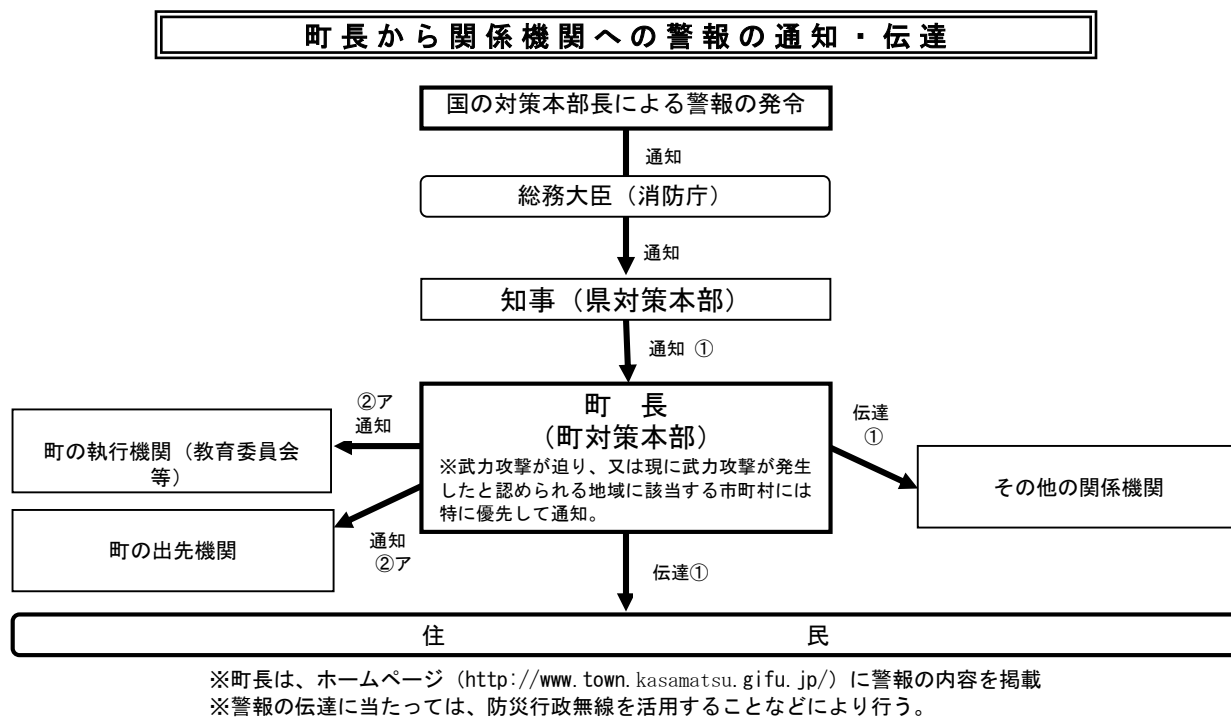 町長から関係機関への警報の通知・伝達
国の対策本部長による警報の発令
通知
総務大臣（消防庁）
通知
知事（県対策本部）
通知 ①
町　長
（町対策本部）
※武力攻撃が迫り、又は現に武力攻撃が発生
したと認められる地域に該当する市町村には
特に優先して通知。
②ア
通知
町の執行機関（教育委員会
等）
通知
②ア
町の出先機関
伝達
①
その他の関係機関
伝達①
住　民
※町長は、ホームページ（http://www.town.kasamatsu.gifu.jp/）に警報の内容を掲載
※警報の伝達に当たっては、防災行政無線を活用することなどにより行う。